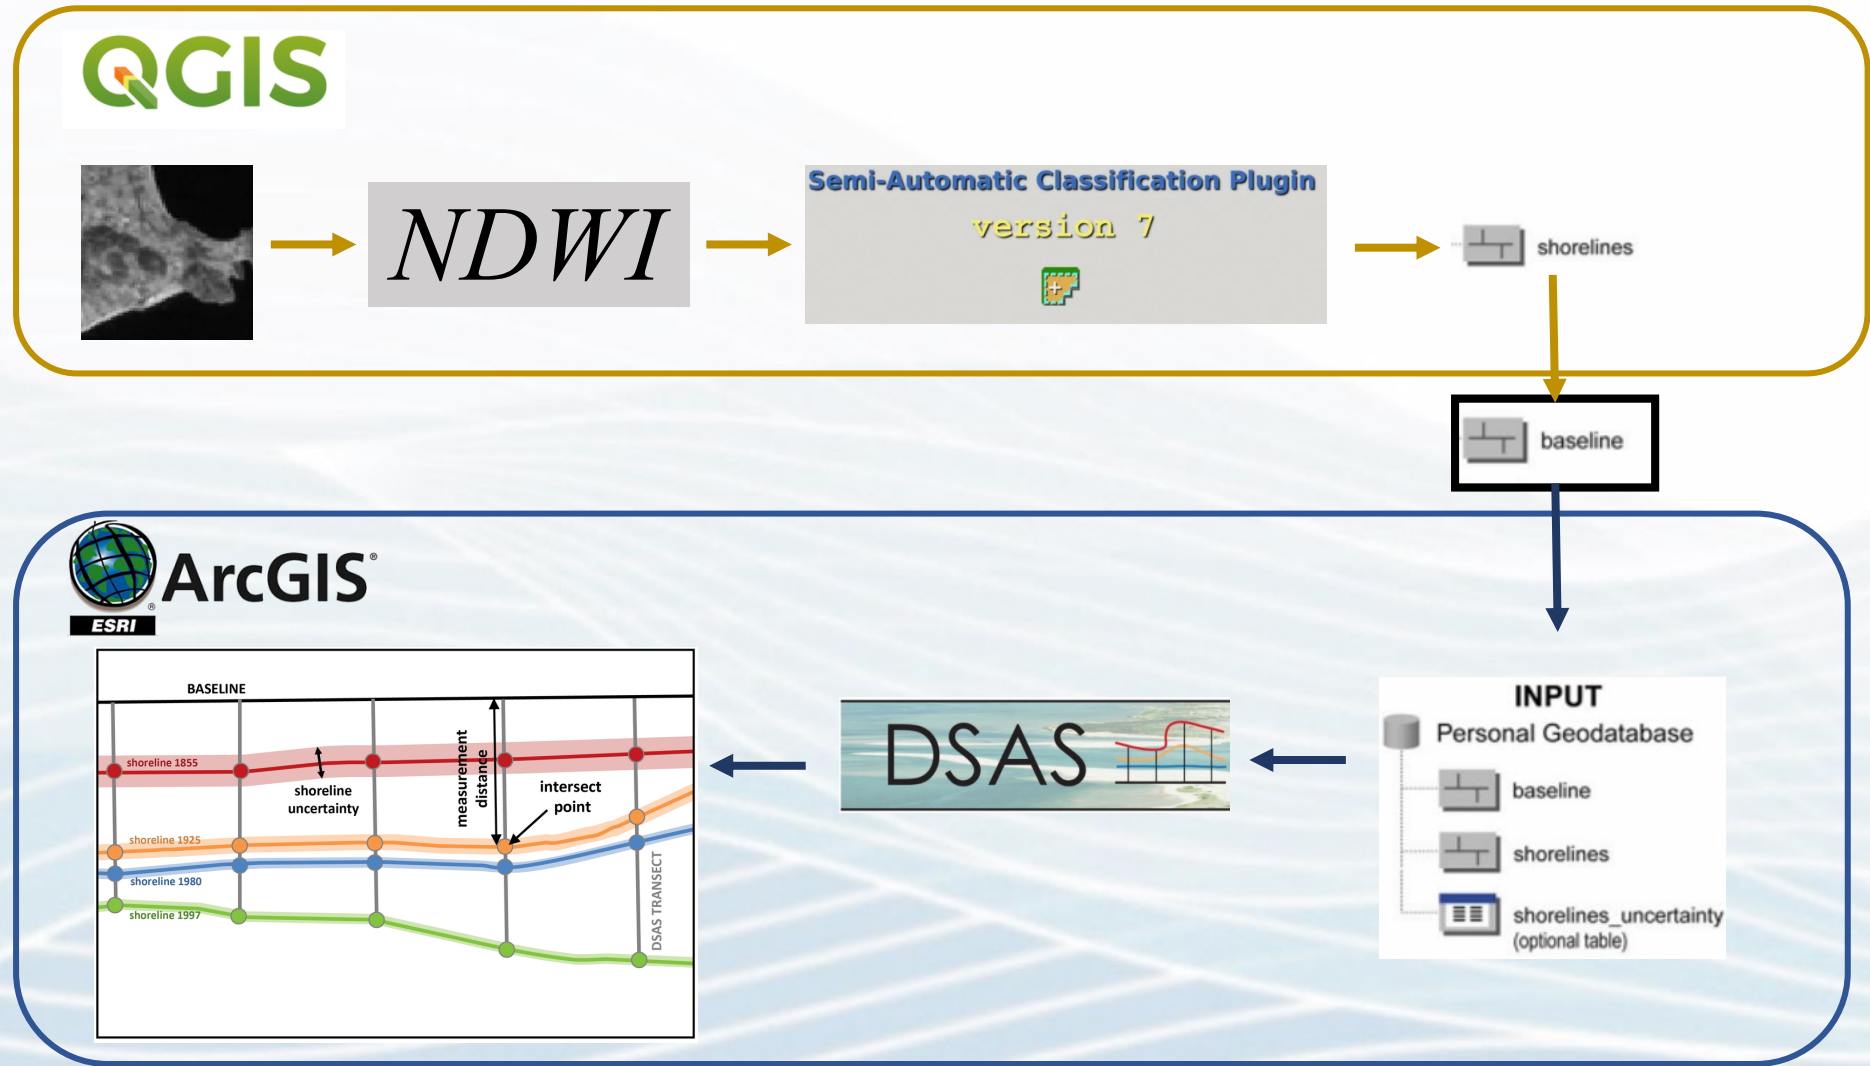 QGIS
NDWI
Semi-Automatic Classification Plugin
version 7
shorelines
baseline
ESRI
ArcGIS®
BASELINE
shoreline 1855
shoreline
uncertainty
measurement
distance
intersect
point
shoreline 1925
shoreline 1980
shoreline 1997
DSAS TRANSECT
DSAS
INPUT
Personal Geodatabase
baseline
shorelines
shorelines_uncertainty
(optional table)